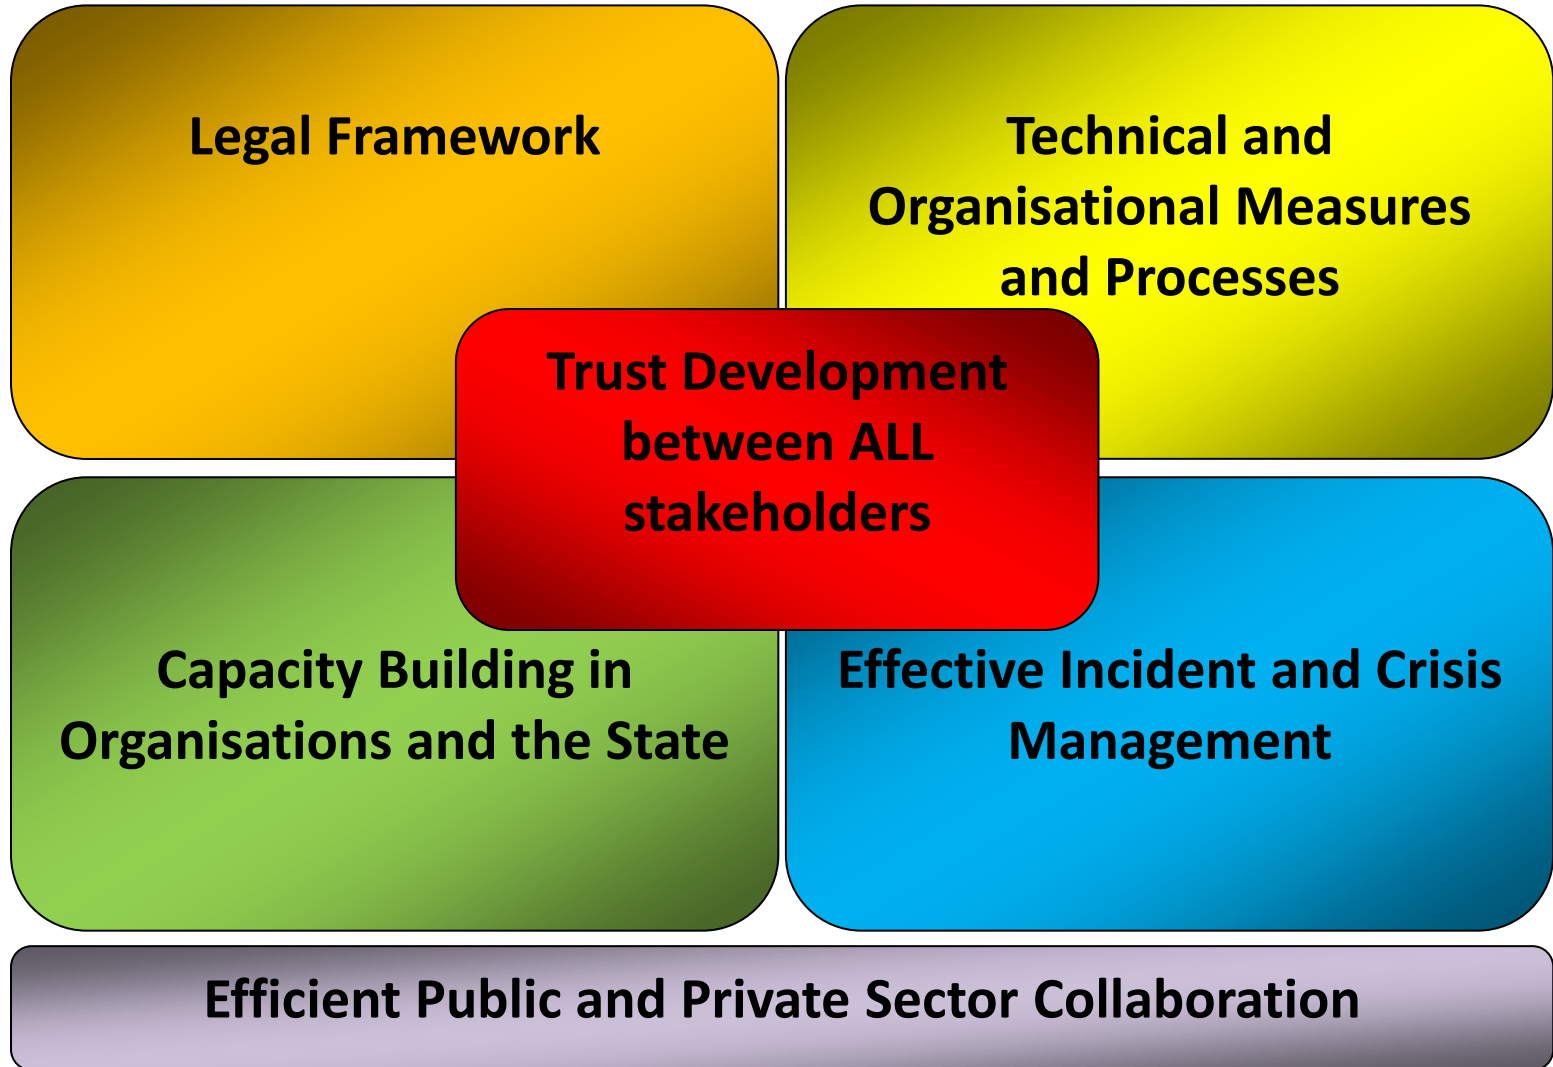 Legal Framework
Technical and
Organisational Measures
and Processes
Trust Development
between ALL
stakeholders
Capacity Building in
Organisations and the State
Effective Incident and Crisis
Management
Efficient Public and Private Sector Collaboration